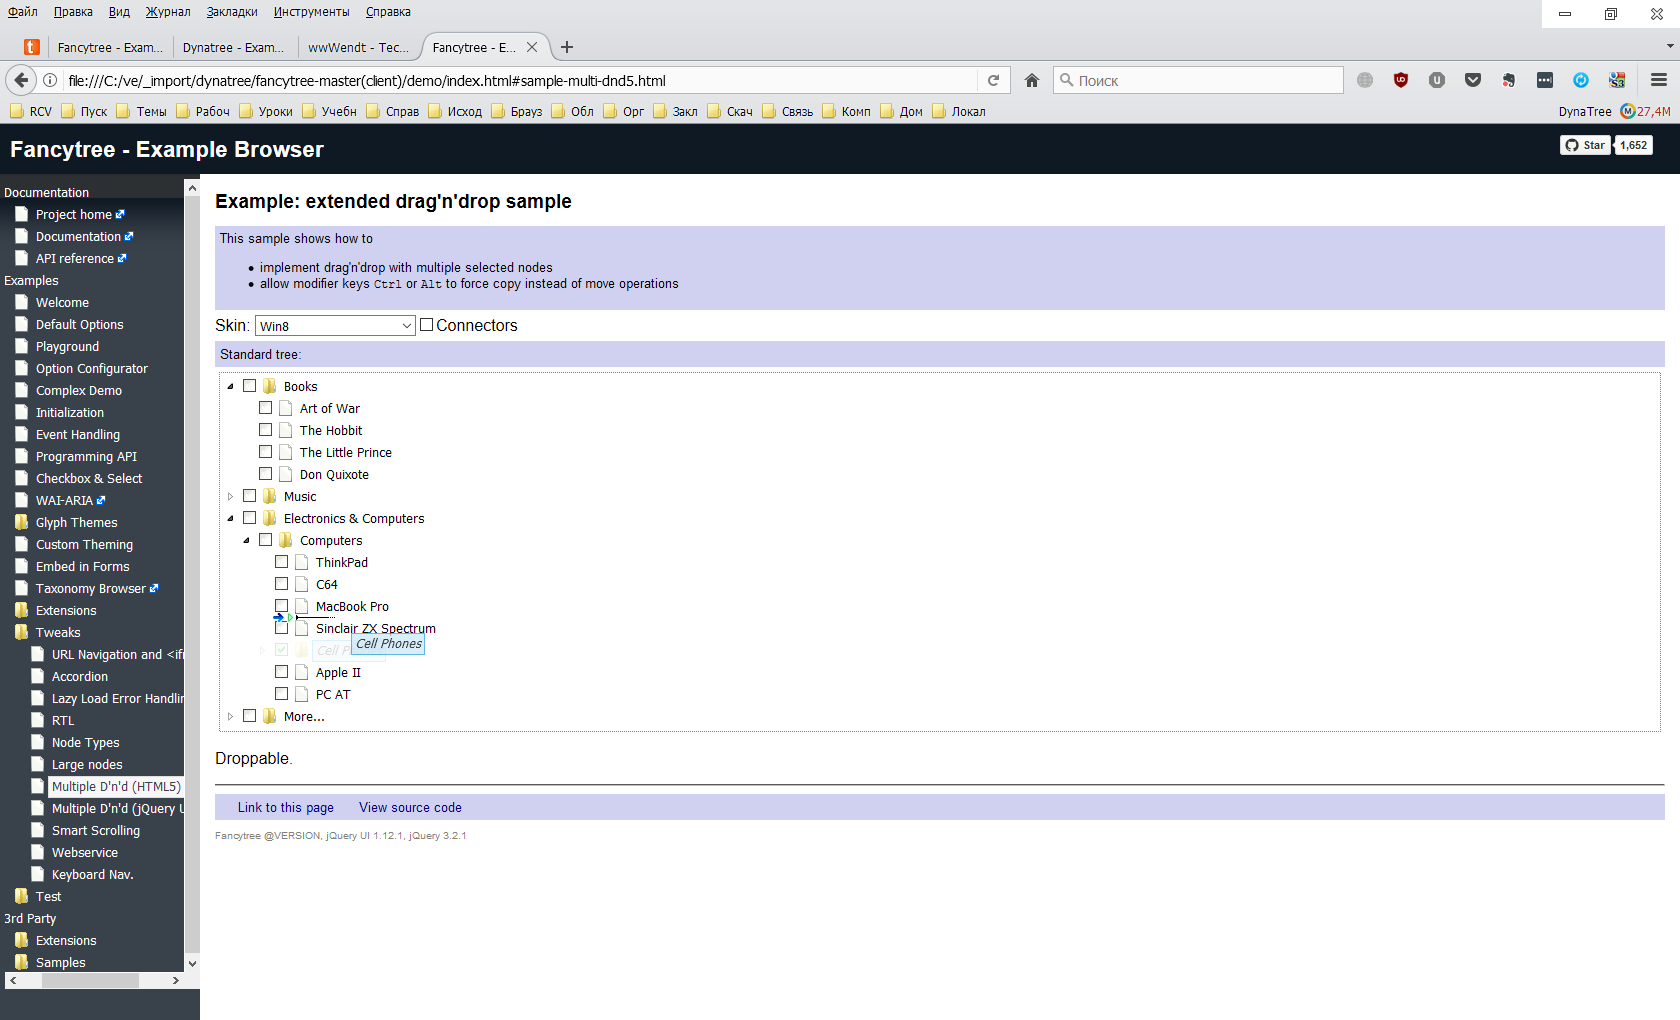 Файл Правка Вид Журнал Закладки Инструменты Справка
t Fancytree - Exam... Dynatree - Exam... wwWendt - Tec... Fancytree - E...
file:///C:/ve/_import/dynatree/fancytree-master(client)/demo/index.html#sample-multi-dnd5.html Поиск
RCV Пуск Темы Рабоч Уроки Учебн Справ Исход Брауз Обл Орг Закл Скач Связь Комп Дом Локал DynaTree 27,4M
Fancytree - Example Browser
Star 1,652
Documentation
Project home
Documentation
API reference
Examples
Welcome
Default Options
Playground
Option Configurator
Complex Demo
Initialization
Event Handling
Programming API
Checkbox & Select
WAI-ARIA
Glyph Themes
Custom Theming
Embed in Forms
Taxonomy Browser
Extensions
Tweaks
URL Navigation and <ifr
Accordion
Lazy Load Error Handlin
RTL
Node Types
Large nodes
Multiple D'n'd (HTML5)
Multiple D'n'd (jQuery U
Smart Scrolling
Webservice
Keyboard Nav.
Test
3rd Party
Extensions
Samples
Example: extended drag'n'drop sample
This sample shows how to
implement drag'n'drop with multiple selected nodes
allow modifier keys Ctrl or Alt to force copy instead of move operations
Skin: Win8 Connectors
Standard tree:
Books
Art of War
The Hobbit
The Little Prince
Don Quixote
Music
Electronics & Computers
Computers
ThinkPad
C64
MacBook Pro
Sinclair ZX Spectrum
Cell P
Cell Phones
Apple II
PC AT
More...
Droppable.
Link to this page View source code
Fancytree @VERSION, jQuery UI 1.12.1, jQuery 3.2.1